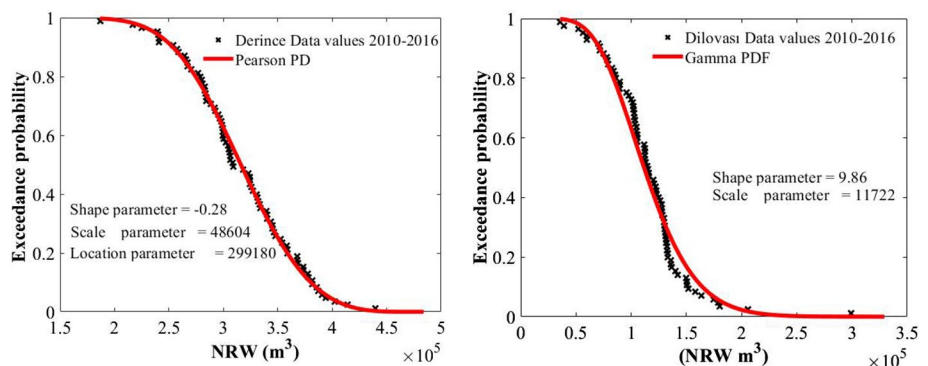 × Derince Data values 2010-2016
Pearson PD
Exceedance probability
1
0.8
0.6
0.4
0.2
0
Shape parameter = -0.28
Scale parameter = 48604
Location parameter = 299180
1.5 2 2.5 3 3.5 4 4.5 5
NRW (m³)
×10⁵
× Dilovası Data values 2010-2016
Gamma PDF
Exceedance probability
1
0.8
0.6
0.4
0.2
0
Shape parameter = 9.86
Scale parameter = 11722
0 0.5 1 1.5 2 2.5 3 3.5
(NRW m³)
×10⁵